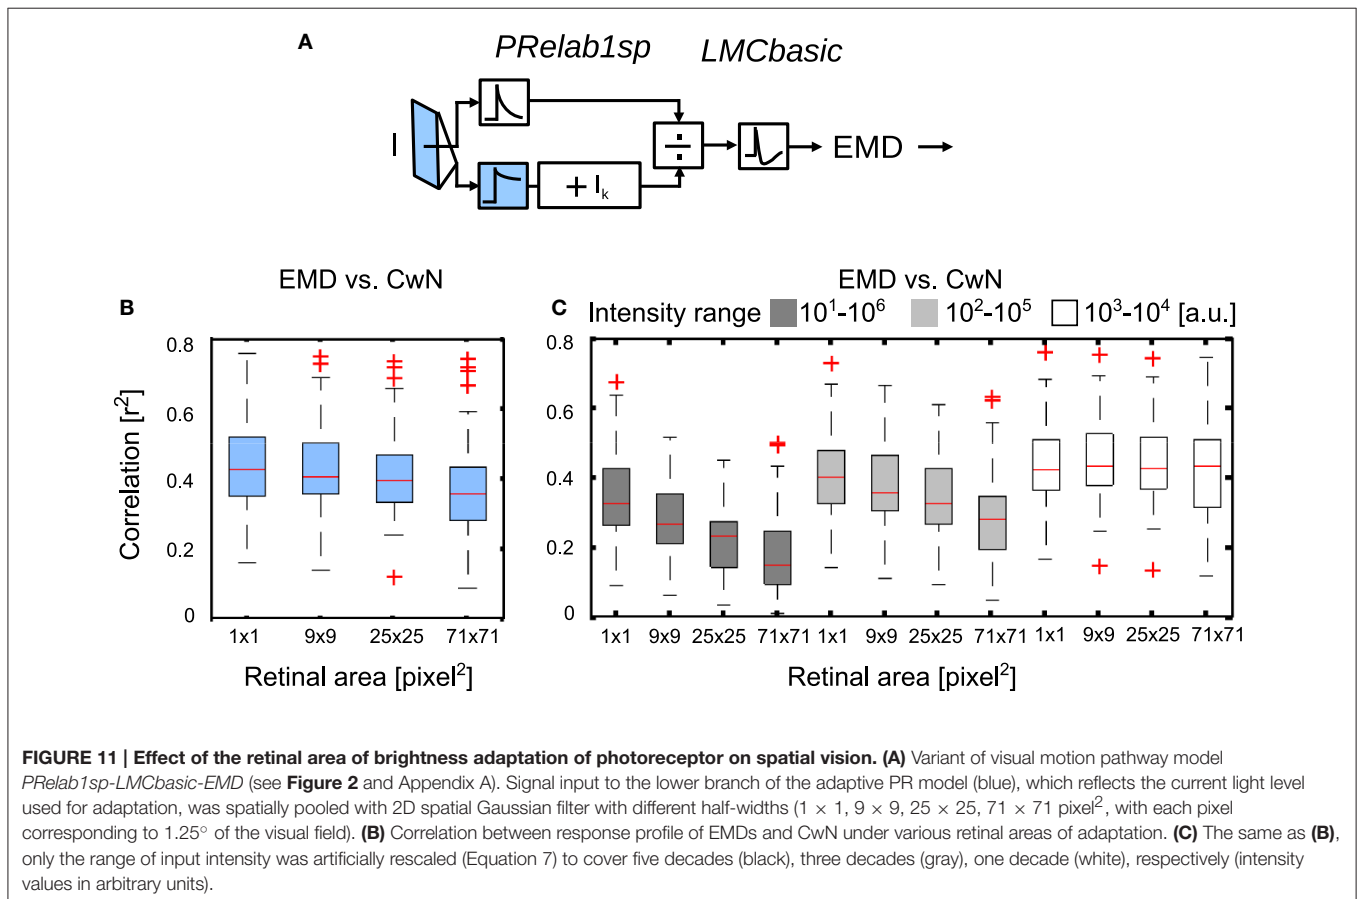 A
PRelab1sp LMCbasic
I
÷
+ I_k
EMD
EMD vs. CwN
B
Correlation [r²]
0.8
0.6
0.4
0.2
0
1x1 9x9 25x25 71x71
Retinal area [pixel²]
EMD vs. CwN
C Intensity range 10¹-10⁶ 10²-10⁵ 10³-10⁴ [a.u.]
0.8
0.6
0.4
0.2
0
1x1 9x9 25x25 71x71 1x1 9x9 25x25 71x71 1x1 9x9 25x25 71x71
Retinal area [pixel²]
FIGURE 11 | Effect of the retinal area of brightness adaptation of photoreceptor on spatial vision. (A) Variant of visual motion pathway model
PRelab1sp-LMCbasic-EMD (see Figure 2 and Appendix A). Signal input to the lower branch of the adaptive PR model (blue), which reflects the current light level
used for adaptation, was spatially pooled with 2D spatial Gaussian filter with different half-widths (1 × 1, 9 × 9, 25 × 25, 71 × 71 pixel², with each pixel
corresponding to 1.25° of the visual field). (B) Correlation between response profile of EMDs and CwN under various retinal areas of adaptation. (C) The same as (B),
only the range of input intensity was artificially rescaled (Equation 7) to cover five decades (black), three decades (gray), one decade (white), respectively (intensity
values in arbitrary units).